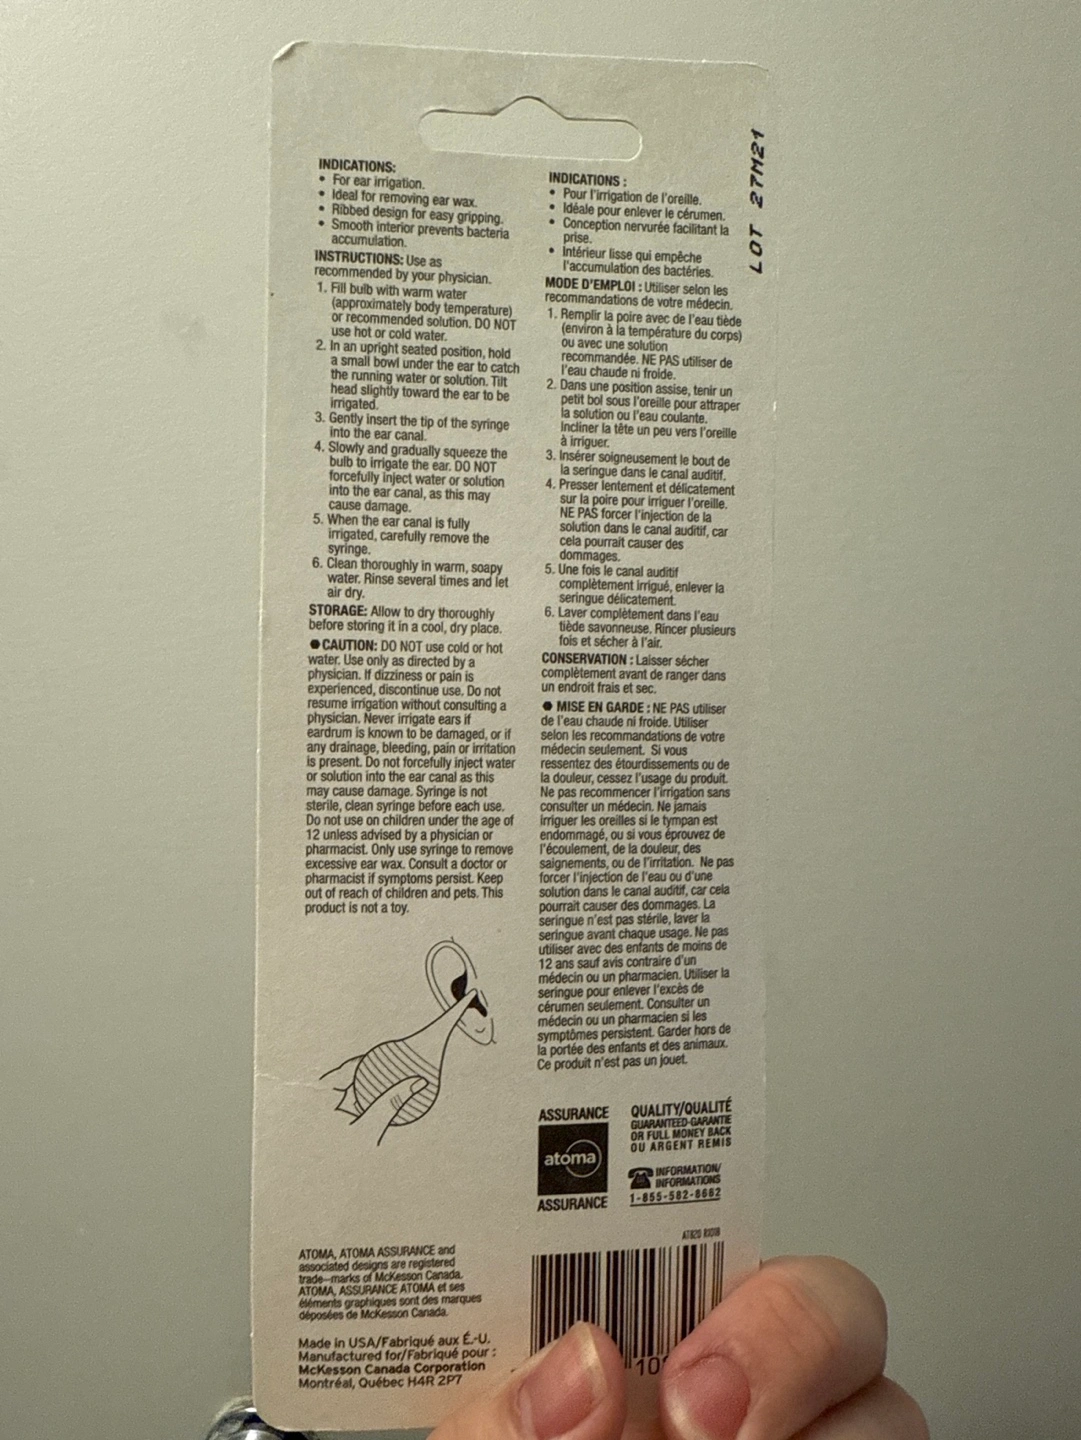 INDICATIONS:
• For ear irrigation.
• Ideal for removing ear wax.
• Ribbed design for easy gripping.
• Smooth interior prevents bacteria
accumulation.
INSTRUCTIONS: Use as
recommended by your physician.
1. Fill bulb with warm water
(approximately body temperature)
or recommended solution. DO NOT
use hot or cold water.
2. In an upright seated position, hold
a small bowl under the ear to catch
the running water or solution. Tilt
head slightly toward the ear to be
irrigated.
3. Gently insert the tip of the syringe
into the ear canal.
4. Slowly and gradually squeeze the
bulb to irrigate the ear. DO NOT
forcefully inject water or solution
into the ear canal, as this may
cause damage.
5. When the ear canal is fully
irrigated, carefully remove the
syringe.
6. Clean thoroughly in warm, soapy
water. Rinse several times and let
air dry.
STORAGE: Allow to dry thoroughly
before storing it in a cool, dry place.
● CAUTION: DO NOT use cold or hot
water. Use only as directed by a
physician. If dizziness or pain is
experienced, discontinue use. Do not
resume irrigation without consulting a
physician. Never irrigate ears if
eardrum is known to be damaged, or if
any drainage, bleeding, pain or irritation
is present. Do not forcefully inject water
or solution into the ear canal as this
may cause damage. Syringe is not
sterile, clean syringe before each use.
Do not use on children under the age of
12 unless advised by a physician or
pharmacist. Only use syringe to remove
excessive ear wax. Consult a doctor or
pharmacist if symptoms persist. Keep
out of reach of children and pets. This
product is not a toy.
ATOMA, ATOMA ASSURANCE and
associated designs are registered
trade-marks of McKesson Canada.
ATOMA, ASSURANCE ATOMA et ses
éléments graphiques sont des marques
déposées de McKesson Canada.
Made in USA/Fabriqué aux É.-U.
Manufactured for/Fabriqué pour :
McKesson Canada Corporation
Montréal, Québec H4R 2P7
INDICATIONS :
• Pour l'irrigation de l'oreille.
• Idéale pour enlever le cérumen.
• Conception nervurée facilitant la
prise.
• Intérieur lisse qui empêche
l'accumulation des bactéries.
MODE D'EMPLOI : Utiliser selon les
recommandations de votre médecin.
1. Remplir la poire avec de l'eau tiède
(environ à la température du corps)
ou avec une solution
recommandée. NE PAS utiliser de
l'eau chaude ni froide.
2. Dans une position assise, tenir un
petit bol sous l'oreille pour attraper
la solution ou l'eau coulante.
Incliner la tête un peu vers l'oreille
à irriguer.
3. Insérer soigneusement le bout de
la seringue dans le canal auditif.
4. Presser lentement et délicatement
sur la poire pour irriguer l'oreille.
NE PAS forcer l'injection de la
solution dans le canal auditif, car
cela pourrait causer des
dommages.
5. Une fois le canal auditif
complètement irrigué, enlever la
seringue délicatement.
6. Laver complètement dans l'eau
tiède savonneuse. Rincer plusieurs
fois et sécher à l'air.
CONSERVATION : Laisser sécher
complètement avant de ranger dans
un endroit frais et sec.
● MISE EN GARDE : NE PAS utiliser
de l'eau chaude ni froide. Utiliser
selon les recommandations de votre
médecin seulement. Si vous
ressentez des étourdissements ou de
la douleur, cessez l'usage du produit.
Ne pas recommencer l'irrigation sans
consulter un médecin. Ne jamais
irriguer les oreilles si le tympan est
endommagé, ou si vous éprouvez de
l'écoulement, de la douleur, des
saignements, ou de l'irritation. Ne pas
forcer l'injection de l'eau ou d'une
solution dans le canal auditif, car cela
pourrait causer des dommages. La
seringue n'est pas stérile, laver la
seringue avant chaque usage. Ne pas
utiliser avec des enfants de moins de
12 ans sauf avis contraire d'un
médecin ou un pharmacien. Utiliser la
seringue pour enlever l'excès de
cérumen seulement. Consulter un
médecin ou un pharmacien si les
symptômes persistent. Garder hors de
la portée des enfants et des animaux.
Ce produit n'est pas un jouet.
ASSURANCE
atoma
ASSURANCE
QUALITY/QUALITÉ
GUARANTEED-GARANTIE
OR FULL MONEY BACK
OU ARGENT REMIS
INFORMATION/
INFORMATIONS
1-855-582-8662
10
LOT 27M21